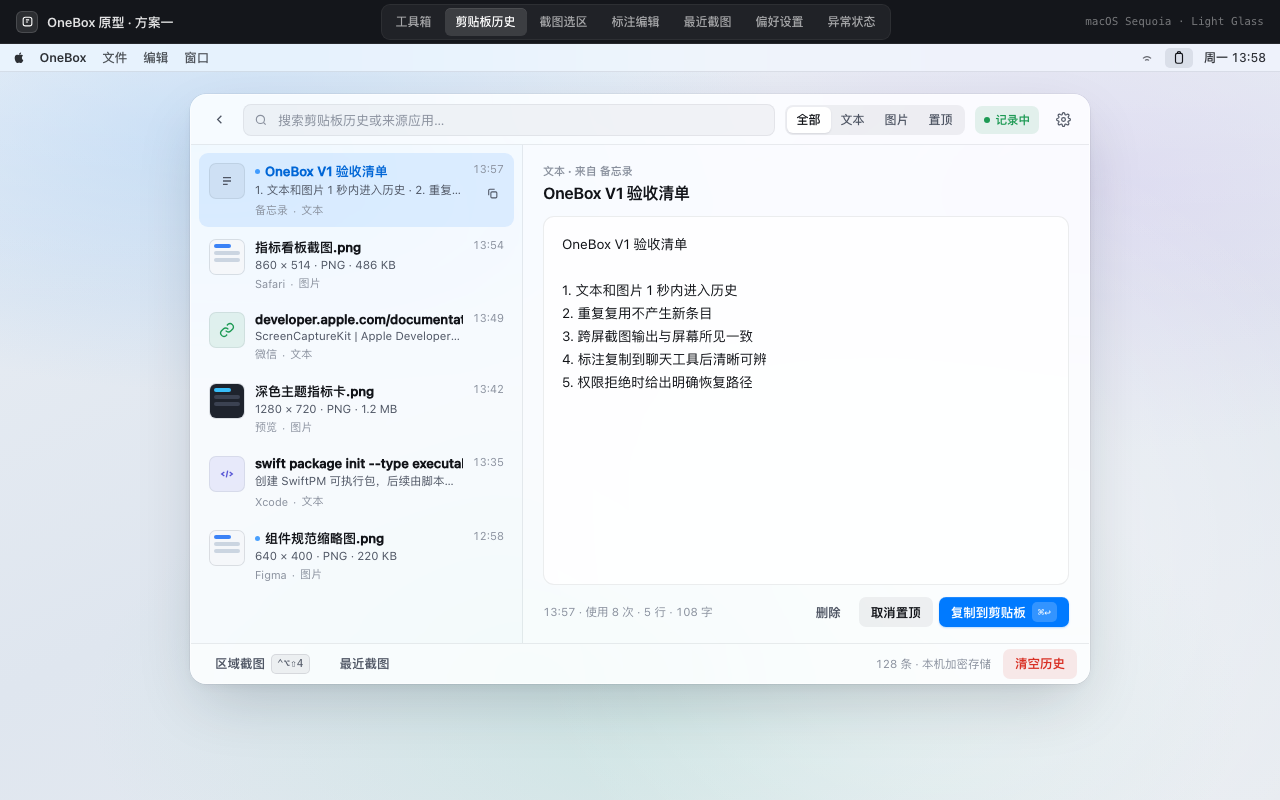 OneBox 原型 · 方案一
工具箱
剪贴板历史
截图选区
标注编辑
最近截图
偏好设置
异常状态
macOS Sequoia · Light Glass
OneBox
文件
编辑
窗口
周一 13:58
搜索剪贴板历史或来源应用...
全部
文本
图片
置顶
记录中
OneBox V1 验收清单
13:57
1. 文本和图片 1 秒内进入历史 · 2. 重复...
备忘录 · 文本
指标看板截图.png
13:54
860 × 514 · PNG · 486 KB
Safari · 图片
developer.apple.com/documentat
13:49
ScreenCaptureKit | Apple Developer...
微信 · 文本
深色主题指标卡.png
13:42
1280 × 720 · PNG · 1.2 MB
预览 · 图片
swift package init --type executal
13:35
创建 SwiftPM 可执行包，后续由脚本...
Xcode · 文本
组件规范缩略图.png
12:58
640 × 400 · PNG · 220 KB
Figma · 图片
文本 · 来自 备忘录
OneBox V1 验收清单
OneBox V1 验收清单
1. 文本和图片 1 秒内进入历史
2. 重复复用不产生新条目
3. 跨屏截图输出与屏幕所见一致
4. 标注复制到聊天工具后清晰可辨
5. 权限拒绝时给出明确恢复路径
13:57 · 使用 8 次 · 5 行 · 108 字
删除
取消置顶
复制到剪贴板 ⌘↩
区域截图 ⌃⌥⇧4
最近截图
128 条 · 本机加密存储
清空历史